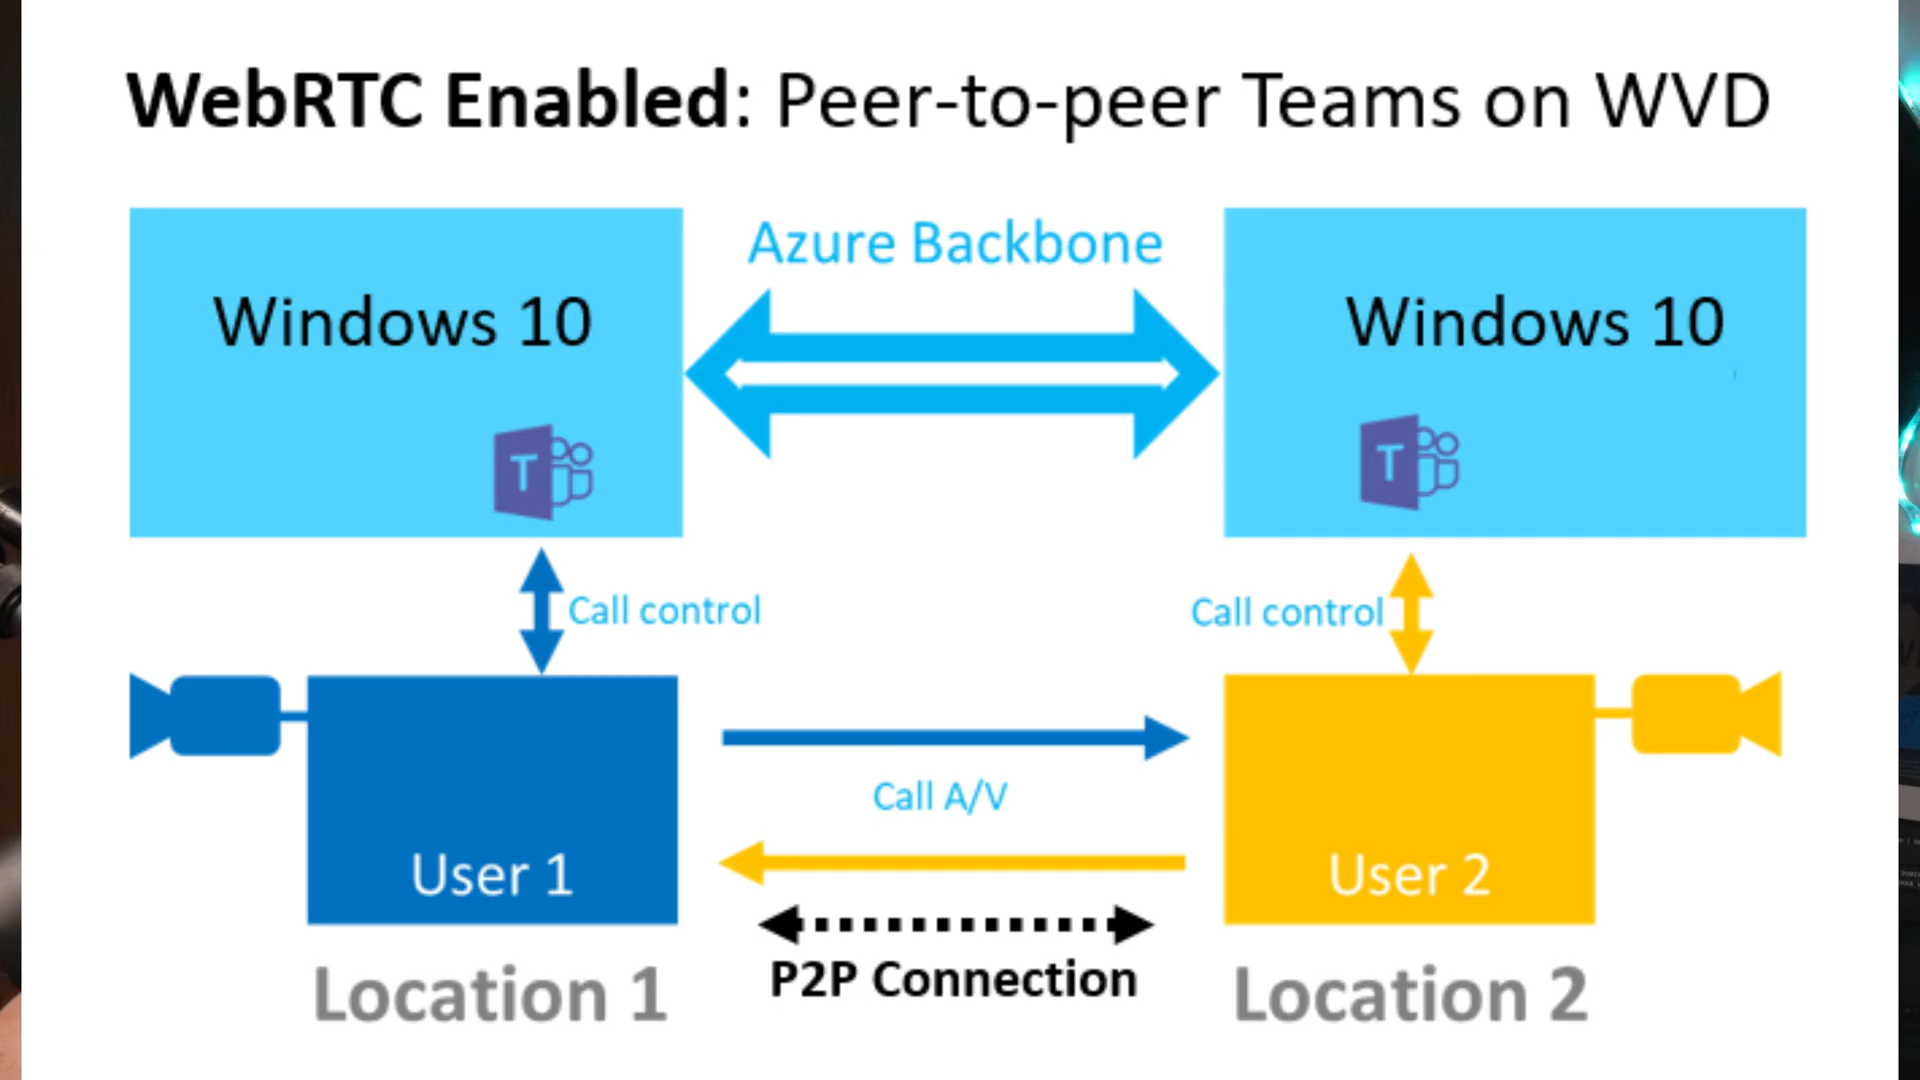 WebRTC Enabled: Peer-to-peer Teams on WVD
Azure Backbone
Windows 10
Windows 10
T
T
Call control
Call control
Call A/V
User 1
User 2
P2P Connection
Location 1
Location 2